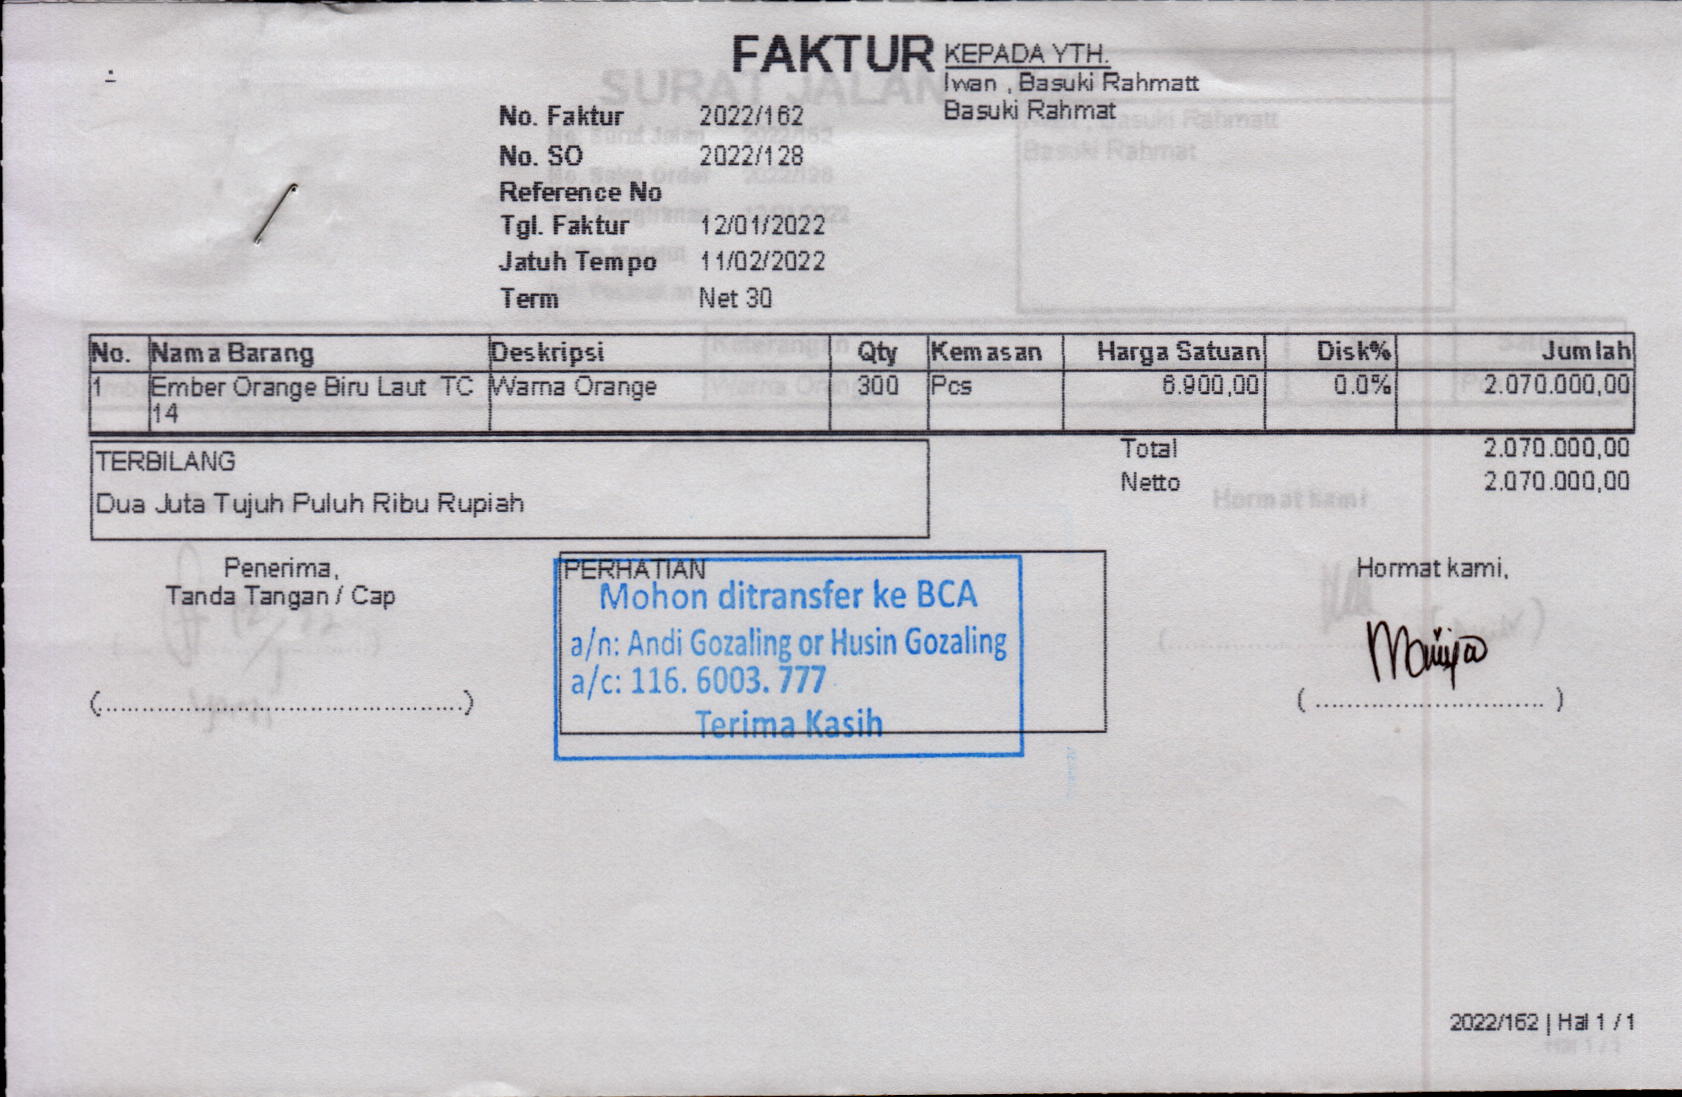 FAKTUR
KEPADA YTH.
Iwan , Basuki Rahmatt
Basuki Rahmat
No. Faktur 2022/162
No. SO 2022/128
Reference No
Tgl. Faktur 12/01/2022
Jatuh Tempo 11/02/2022
Term Net 30
No. Nama Barang Deskripsi Qty Kemasan Harga Satuan Disk% Jumlah
1 Ember Orange Biru Laut TC Warna Orange 300 Pcs 6.900,00 0.0% 2.070.000,00
14
Total 2.070.000,00
Netto 2.070.000,00
TERBILANG
Dua Juta Tujuh Puluh Ribu Rupiah
Penerima,
Tanda Tangan / Cap
(................................................)
PERHATIAN
Mohon ditransfer ke BCA
a/n: Andi Gozaling or Husin Gozaling
a/c: 116. 6003. 777
Terima Kasih
Hormat kami,
( .............................. )
2022/162 | Hal 1 / 1
SURAT JALAN